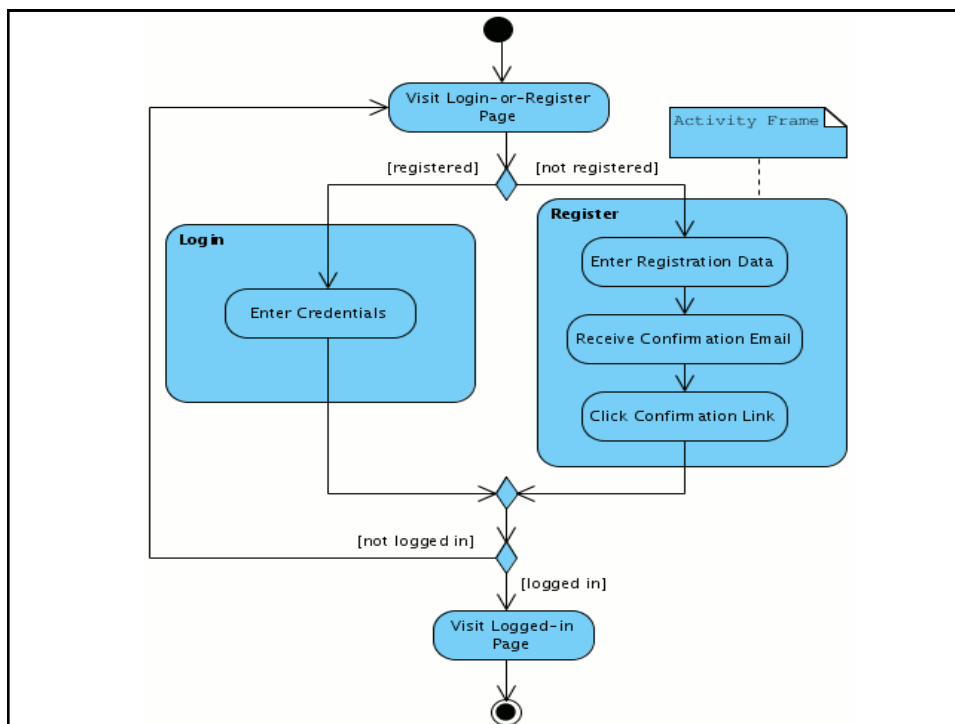 Visit Login-or-Register
Page
Activity Frame
[registered]
[not registered]
Register
Login
Enter Registration Data
Enter Credentials
Receive Confirmation Email
Click Confirmation Link
[not logged in]
[logged in]
Visit Logged-in
Page